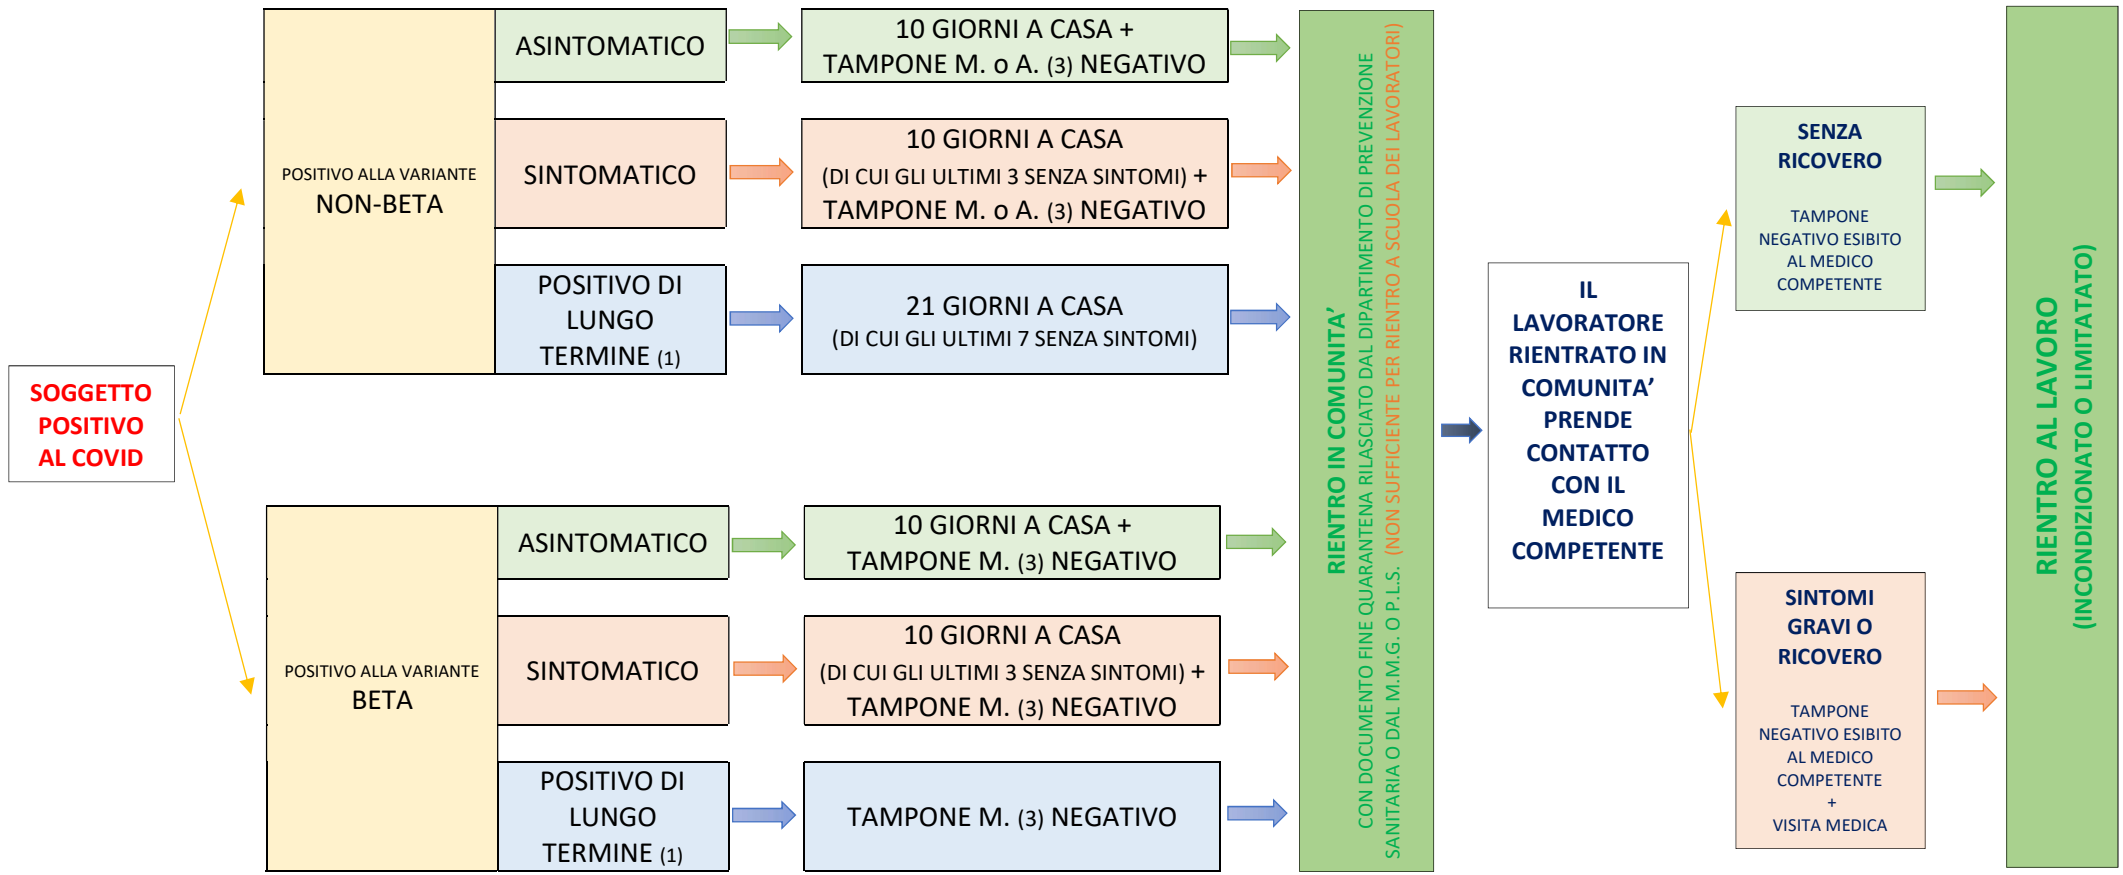 SOGGETTO
POSITIVO
AL COVID
POSITIVO ALLA VARIANTE
NON-BETA
ASINTOMATICO
10 GIORNI A CASA +
TAMPONE M. o A. (3) NEGATIVO
SINTOMATICO
10 GIORNI A CASA
(DI CUI GLI ULTIMI 3 SENZA SINTOMI) +
TAMPONE M. o A. (3) NEGATIVO
POSITIVO DI
LUNGO
TERMINE (1)
21 GIORNI A CASA
(DI CUI GLI ULTIMI 7 SENZA SINTOMI)
POSITIVO ALLA VARIANTE
BETA
ASINTOMATICO
10 GIORNI A CASA +
TAMPONE M. (3) NEGATIVO
SINTOMATICO
10 GIORNI A CASA
(DI CUI GLI ULTIMI 3 SENZA SINTOMI) +
TAMPONE M. (3) NEGATIVO
POSITIVO DI
LUNGO
TERMINE (1)
TAMPONE M. (3) NEGATIVO
RIENTRO IN COMUNITA’
CON DOCUMENTO FINE QUARANTENA RILASCIATO DAL DIPARTIMENTO DI PREVENZIONE
SANITARIA O DAL M.M.G. O P.L.S. (NON SUFFICIENTE PER RIENTRO A SCUOLA DEI LAVORATORI)
IL
LAVORATORE
RIENTRATO IN
COMUNITA’
PRENDE
CONTATTO
CON IL
MEDICO
COMPETENTE
SENZA
RICOVERO
TAMPONE
NEGATIVO ESIBITO
AL MEDICO
COMPETENTE
SINTOMI
GRAVI O
RICOVERO
TAMPONE
NEGATIVO ESIBITO
AL MEDICO
COMPETENTE
+
VISITA MEDICA
RIENTRO AL LAVORO
(INCONDIZIONATO O LIMITATO)